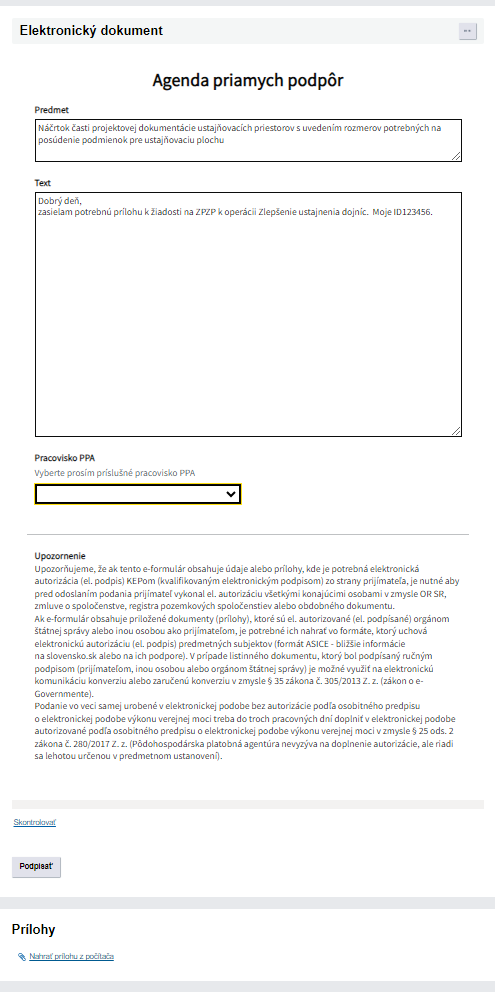 Elektronický dokument
Agenda priamych podpôr
Predmet
Náčrtok časti projektovej dokumentácie ustajňovacích priestorov s uvedením rozmerov potrebných na
posúdenie podmienok pre ustajňovaciu plochu
Text
Dobrý deň,
zasielam potrebnú prílohu k žiadosti na ZPZP k operácii Zlepšenie ustajnenia dojníc.  Moje ID123456.
Pracovisko PPA
Vyberte prosím príslušné pracovisko PPA
Upozornenie
Upozorňujeme, že ak tento e-formulár obsahuje údaje alebo prílohy, kde je potrebná elektronická
autorizácia (el. podpis) KEPom (kvalifikovaným elektronickým podpisom) zo strany prijímateľa, je nutné aby
pred odoslaním podania prijímateľ vykonal el. autorizáciu všetkými konajúcimi osobami v zmysle OR SR,
zmluve o spoločenstve, registra pozemkových spoločenstiev alebo obdobného dokumentu.
Ak e-formulár obsahuje priložené dokumenty (prílohy), ktoré sú el. autorizované (el. podpísané) orgánom
štátnej správy alebo inou osobou ako prijímateľom, je potrebné ich nahrať vo formáte, ktorý uchová
elektronickú autorizáciu (el. podpis) predmetných subjektov (formát ASICE - bližšie informácie
na slovensko.sk alebo na ich podpore). V prípade listinného dokumentu, ktorý bol podpísaný ručným
podpisom (prijímateľom, inou osobou alebo orgánom štátnej správy) je možné využiť na elektronickú
komunikáciu konverziu alebo zaručenú konverziu v zmysle § 35 zákona č. 305/2013 Z. z. (zákon o e-
Governmente).
Podanie vo veci samej urobené v elektronickej podobe bez autorizácie podľa osobitného predpisu
o elektronickej podobe výkonu verejnej moci treba do troch pracovných dní doplniť v elektronickej podobe
autorizované podľa osobitného predpisu o elektronickej podobe výkonu verejnej moci v zmysle § 25 ods. 2
zákona č. 280/2017 Z. z. (Pôdohospodárska platobná agentúra nevyzýva na doplnenie autorizácie, ale riadi
sa lehotou určenou v predmetnom ustanovení).
Skontrolovať
Podpísať
Prílohy
Nahrať prílohu z počítača